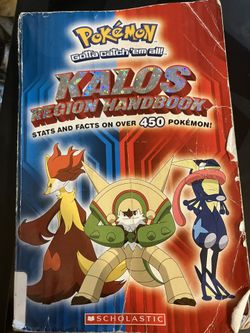 POKéMON
Gotta catch 'em all!
KALOS
REGION HANDBOOK
STATS AND FACTS ON OVER 450 POKÉMON!
SCHOLASTIC